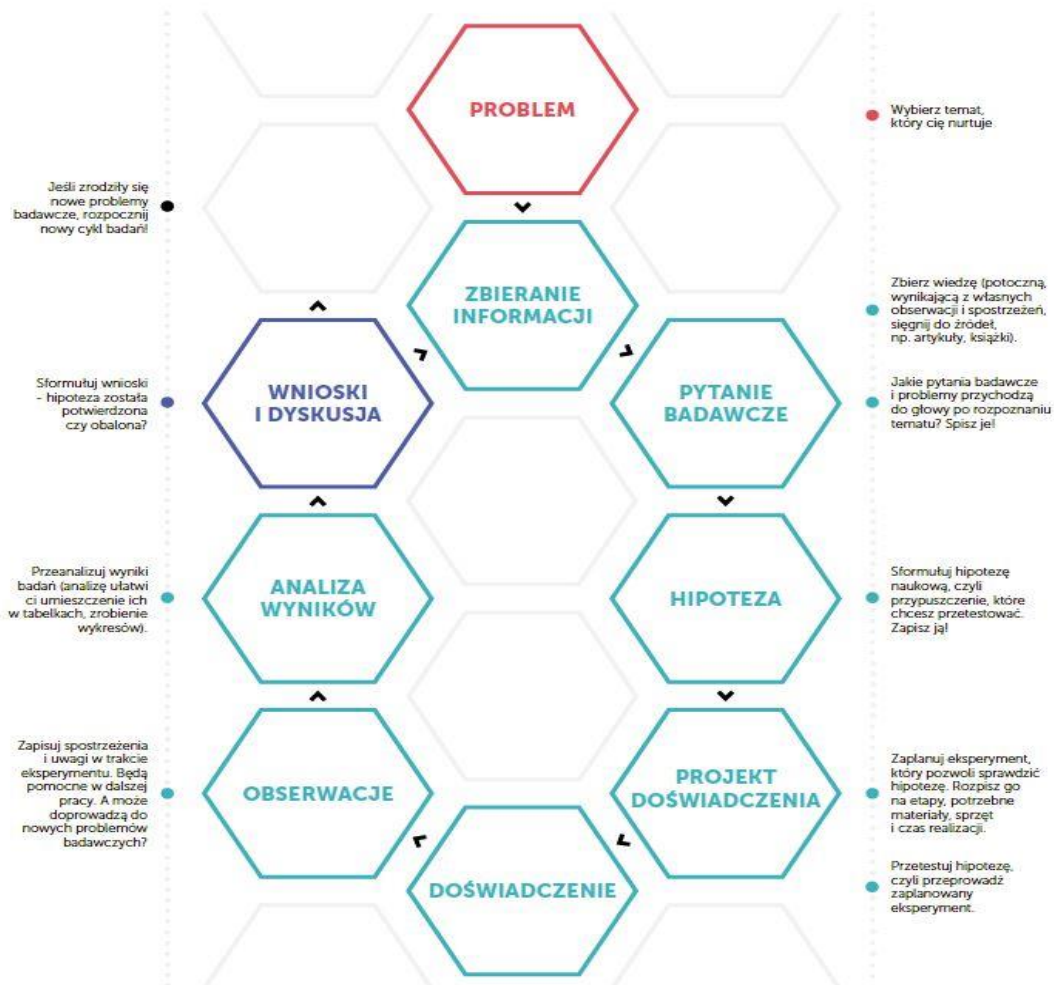 PROBLEM
Wybierz temat,
który cię nurtuje
Jeśli zrodziły się
nowe problemy
badawcze, rozpocznij
nowy cykl badań!
ZBIERANIE
INFORMACJI
Zbierz wiedzę (potoczną,
wynikającą z własnych
obserwacji i spostrzeżeń,
sięgnij do źródeł,
np. artykuły, książki).
Sformułuj wnioski
- hipoteza została
potwierdzona
czy obalona?
WNIOSKI
I DYSKUSJA
PYTANIE
BADAWCZE
Jakie pytania badawcze
i problemy przychodzą
do głowy po rozpoznaniu
tematu? Spisz je!
Przeanalizuj wyniki
badań (analizę ułatwi
ci umieszczenie ich
w tabelkach, zrobienie
wykresów).
ANALIZA
WYNIKÓW
HIPOTEZA
Sformułuj hipotezę
naukową, czyli
przypuszczenie, które
chcesz przetestować.
Zapisz ją!
Zapisuj spostrzeżenia
i uwagi w trakcie
eksperymentu. Będą
pomocne w dalszej
pracy. A może
doprowadzą do
nowych problemów
badawczych?
OBSERWACJE
PROJEKT
DOŚWIADCZENIA
Zaplanuj eksperyment,
który pozwoli sprawdzić
hipotezę. Rozpisz go
na etapy, potrzebne
materiały, sprzęt
i czas realizacji.
DOŚWIADCZENIE
Przetestuj hipotezę,
czyli przeprowadź
zaplanowany
eksperyment.